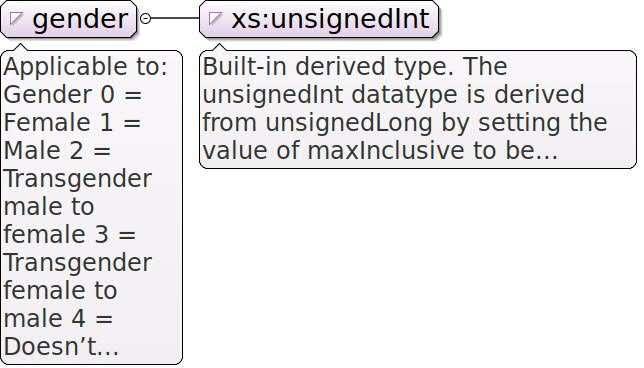 gender
xs:unsignedInt
Applicable to:
Gender 0 =
Female 1 =
Male 2 =
Transgender
male to
female 3 =
Transgender
female to
male 4 =
Doesn’t...
Built-in derived type. The
unsignedInt datatype is derived
from unsignedLong by setting the
value of maxInclusive to be...